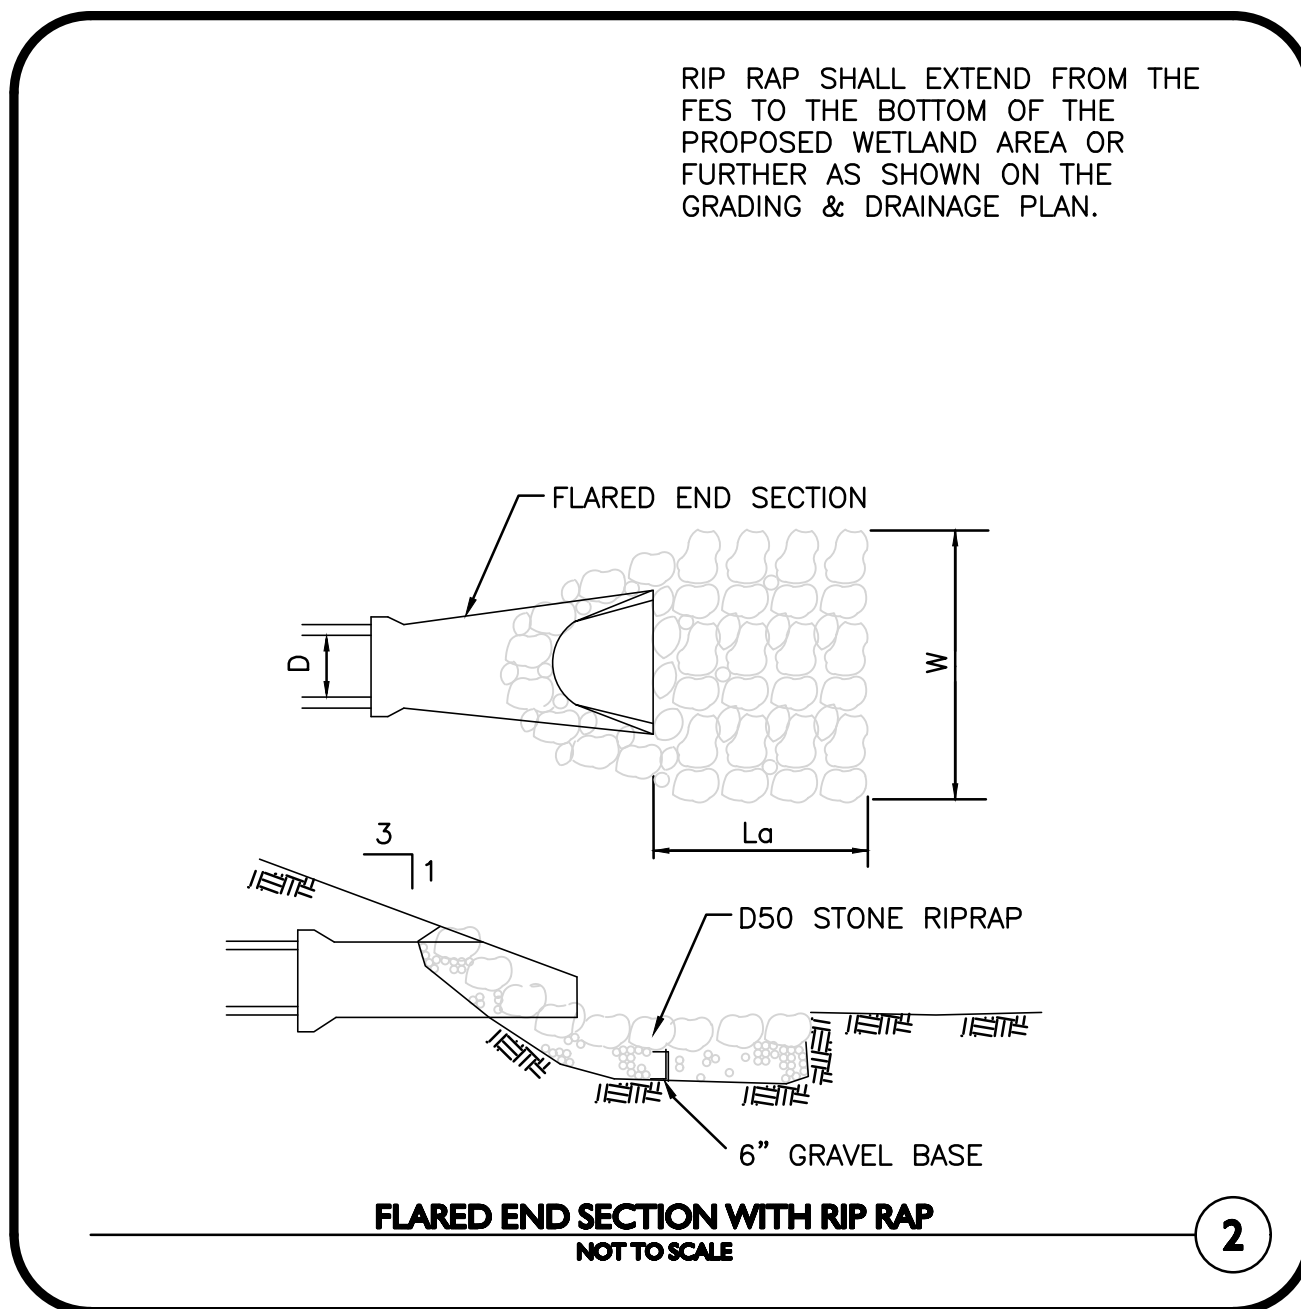 RIP RAP SHALL EXTEND FROM THE
FES TO THE BOTTOM OF THE
PROPOSED WETLAND AREA OR
FURTHER AS SHOWN ON THE
GRADING & DRAINAGE PLAN.
FLARED END SECTION
D
W
La
3
1
D50 STONE RIPRAP
6” GRAVEL BASE
FLARED END SECTION WITH RIP RAP
NOT TO SCALE
2